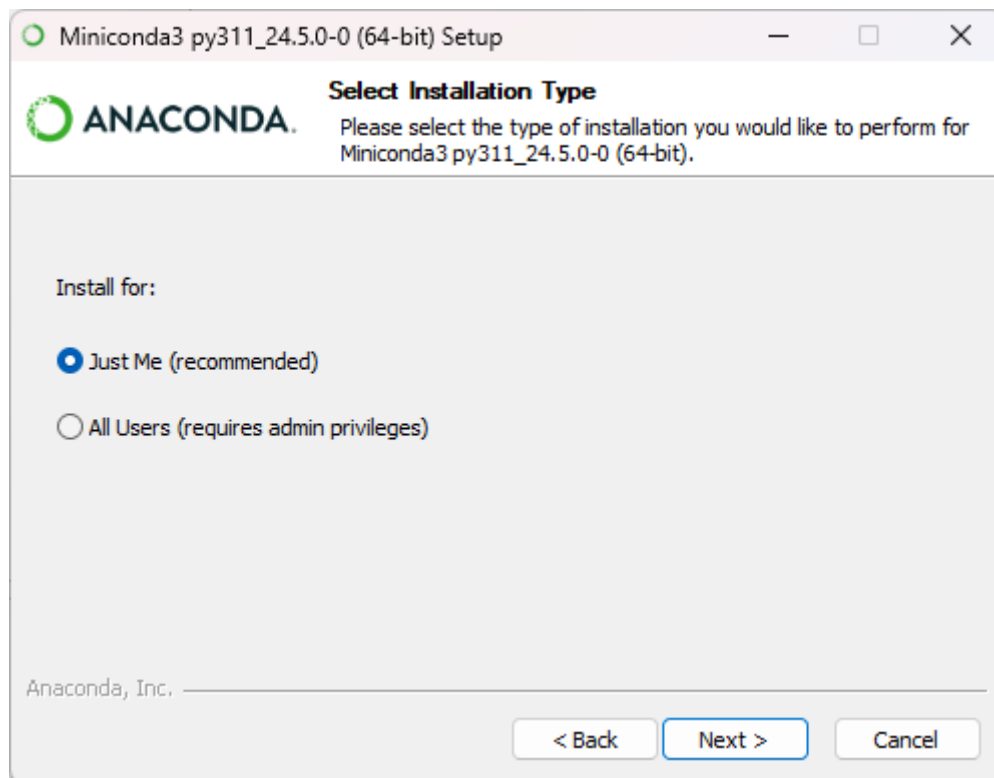 Miniconda3 py311_24.5.0-0 (64-bit) Setup
ANACONDA.
Select Installation Type
Please select the type of installation you would like to perform for
Miniconda3 py311_24.5.0-0 (64-bit).
Install for:
Just Me (recommended)
All Users (requires admin privileges)
Anaconda, Inc.
< Back
Next >
Cancel